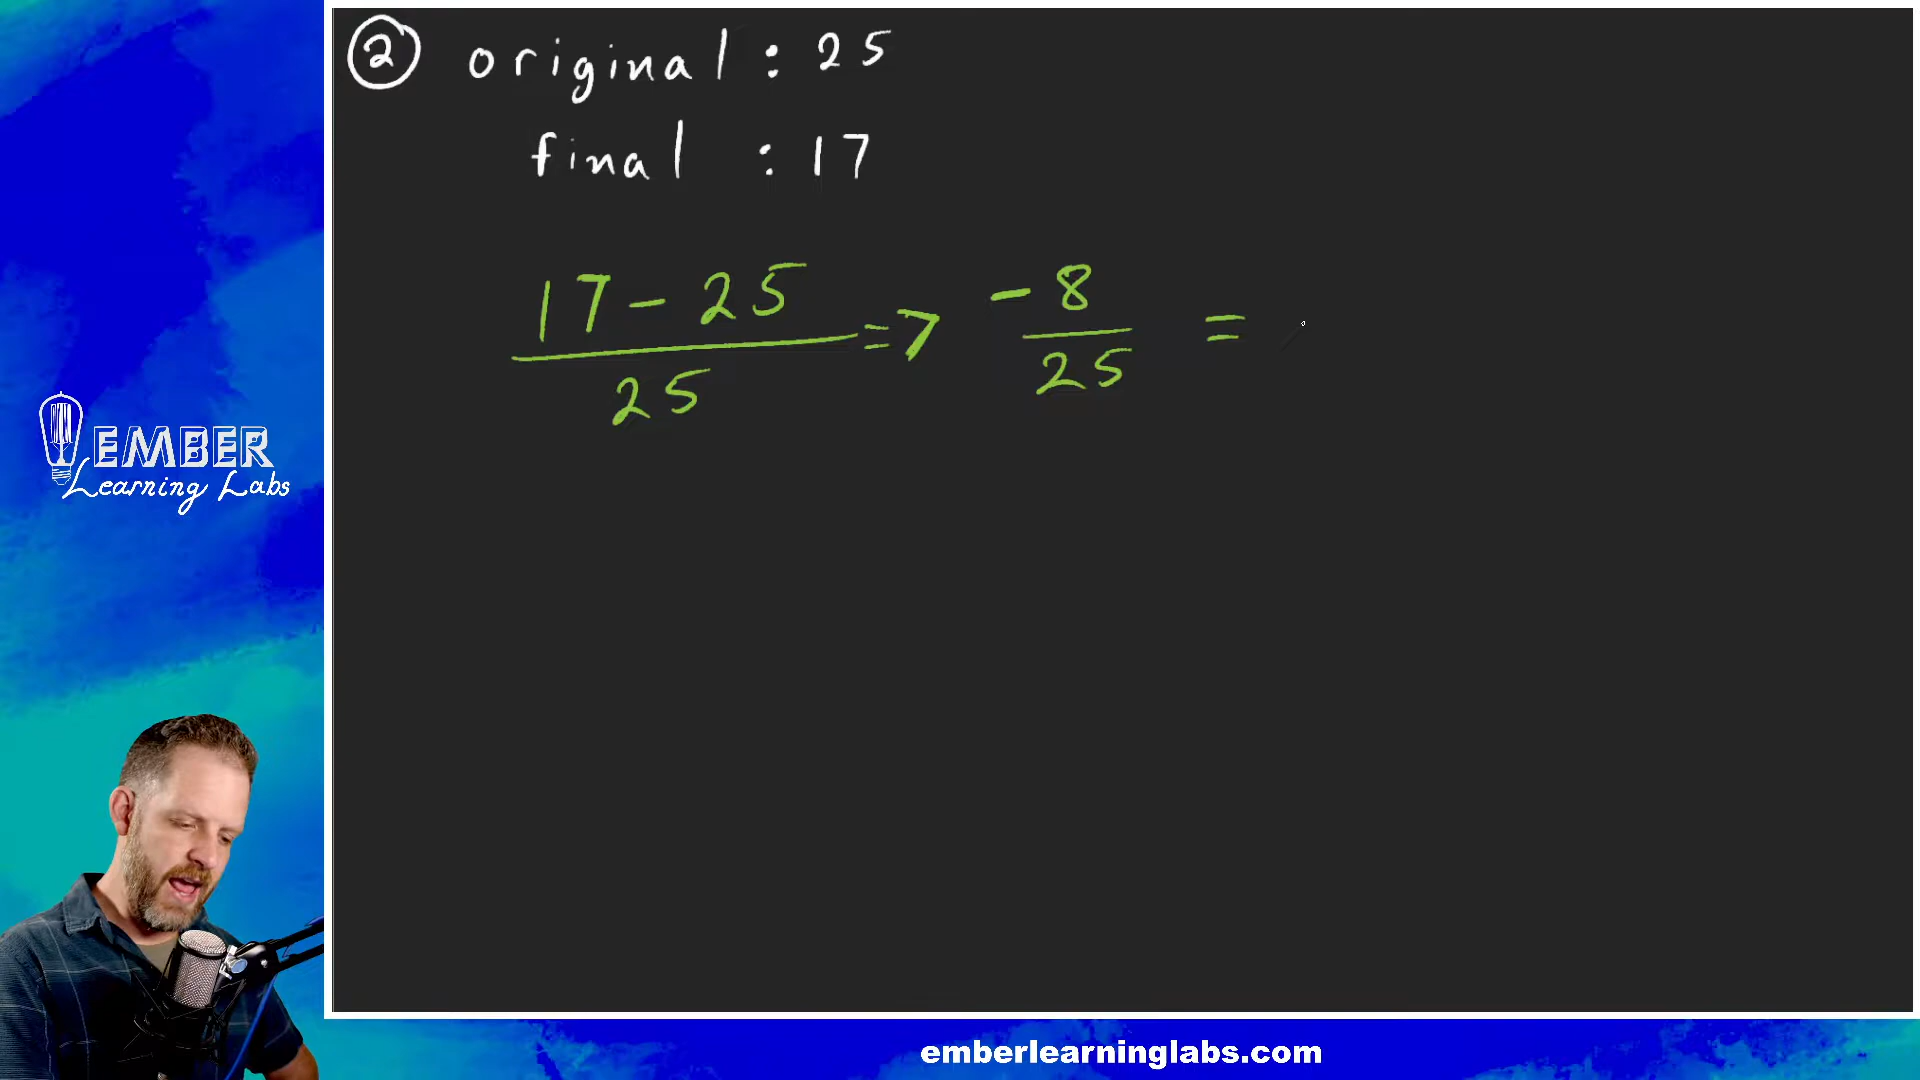 ② original : 25
final : 17
17 - 25 / 25 => -8 / 25 =
EMBER
Learning Labs
emberlearninglabs.com